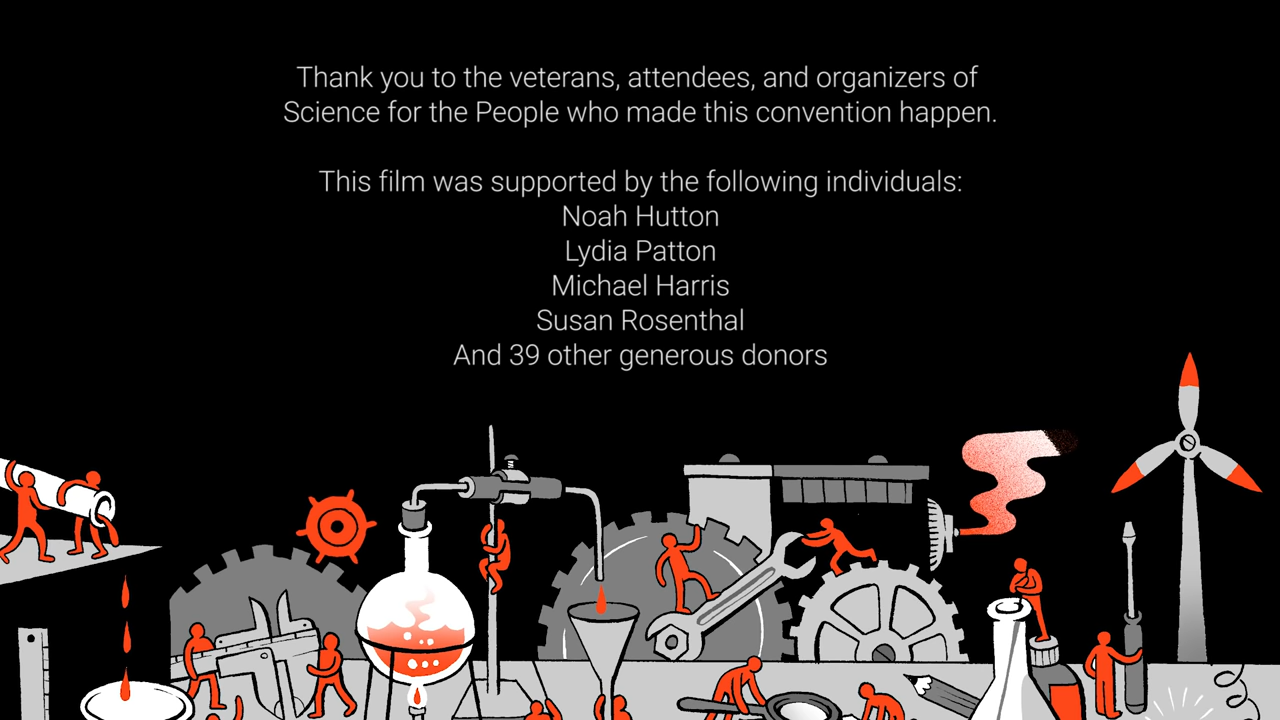 Thank you to the veterans, attendees, and organizers of
Science for the People who made this convention happen.
This film was supported by the following individuals:
Noah Hutton
Lydia Patton
Michael Harris
Susan Rosenthal
And 39 other generous donors